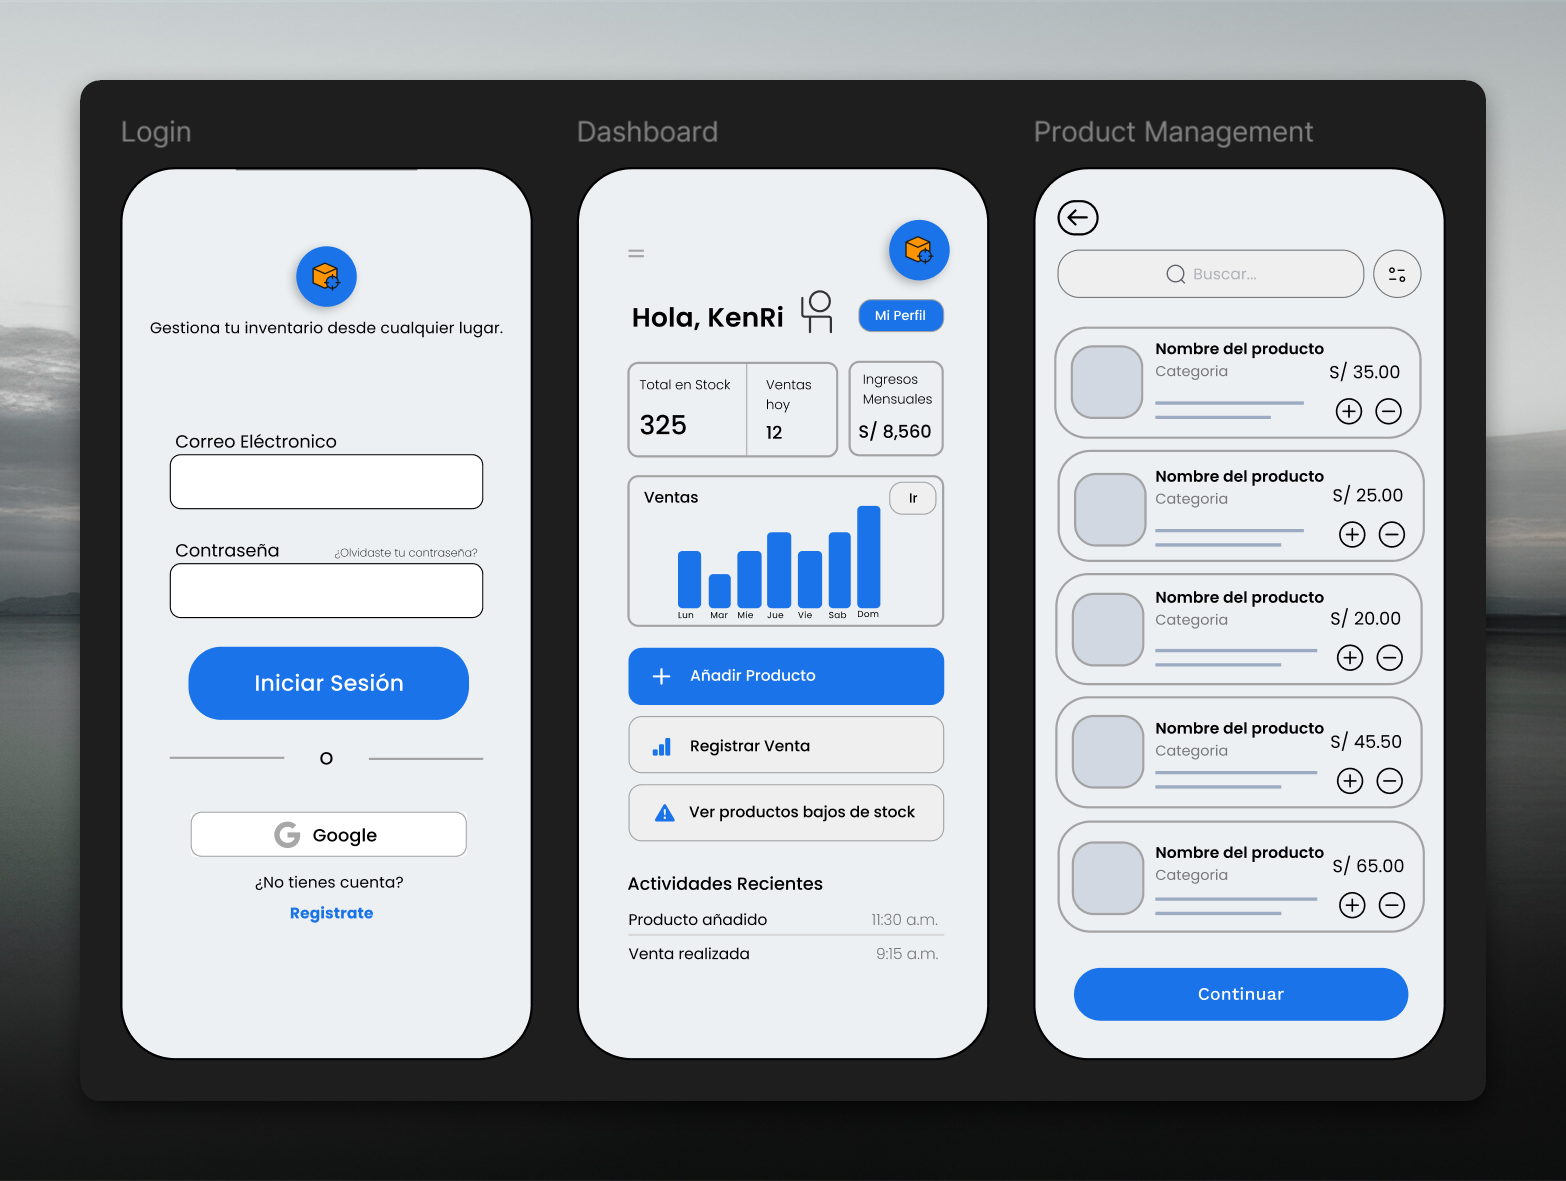 Login
Gestiona tu inventario desde cualquier lugar.
Correo Eléctronico
Contraseña
¿Olvidaste tu contraseña?
Iniciar Sesión
O
Google
¿No tienes cuenta?
Registrate
Dashboard
Hola, KenRi
Mi Perfil
Total en Stock
325
Ventas
hoy
12
Ingresos
Mensuales
S/ 8,560
Ventas
Ir
Lun Mar Mie Jue Vie Sab Dom
Añadir Producto
Registrar Venta
Ver productos bajos de stock
Actividades Recientes
Producto añadido 11:30 a.m.
Venta realizada 9:15 a.m.
Product Management
Buscar...
Nombre del producto
Categoria
S/ 35.00
Nombre del producto
Categoria
S/ 25.00
Nombre del producto
Categoria
S/ 20.00
Nombre del producto
Categoria
S/ 45.50
Nombre del producto
Categoria
S/ 65.00
Continuar